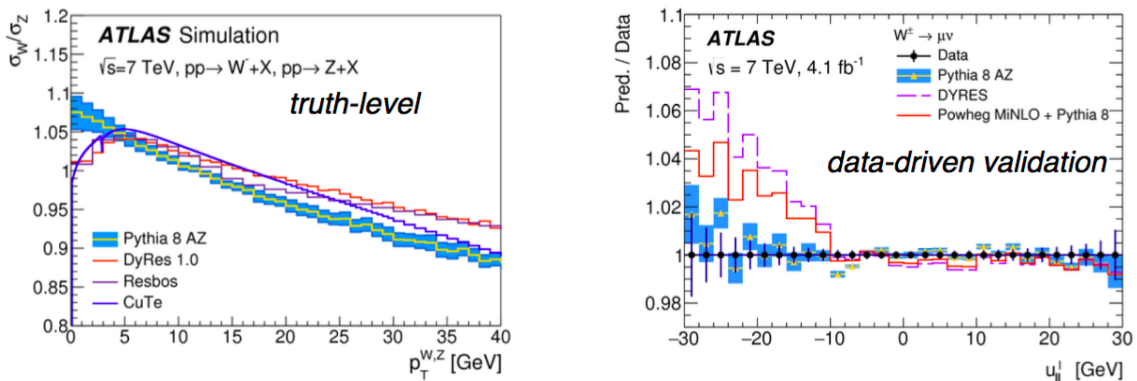 σ_W/σ_Z
1.2
1.15
1.1
1.05
1
0.95
0.9
0.85
0.8
ATLAS Simulation
√s=7 TeV, pp→ W⁻+X, pp→ Z+X
truth-level
Pythia 8 AZ
DyRes 1.0
Resbos
CuTe
0 5 10 15 20 25 30 35 40
p_T^{W,Z} [GeV]
Pred. / Data
1.1
1.08
1.06
1.04
1.02
1
0.98
ATLAS
√s = 7 TeV, 4.1 fb⁻¹
W^± → μν
Data
Pythia 8 AZ
DYRES
Powheg MiNLO + Pythia 8
data-driven validation
−30 −20 −10 0 10 20 30
u_∥^l [GeV]